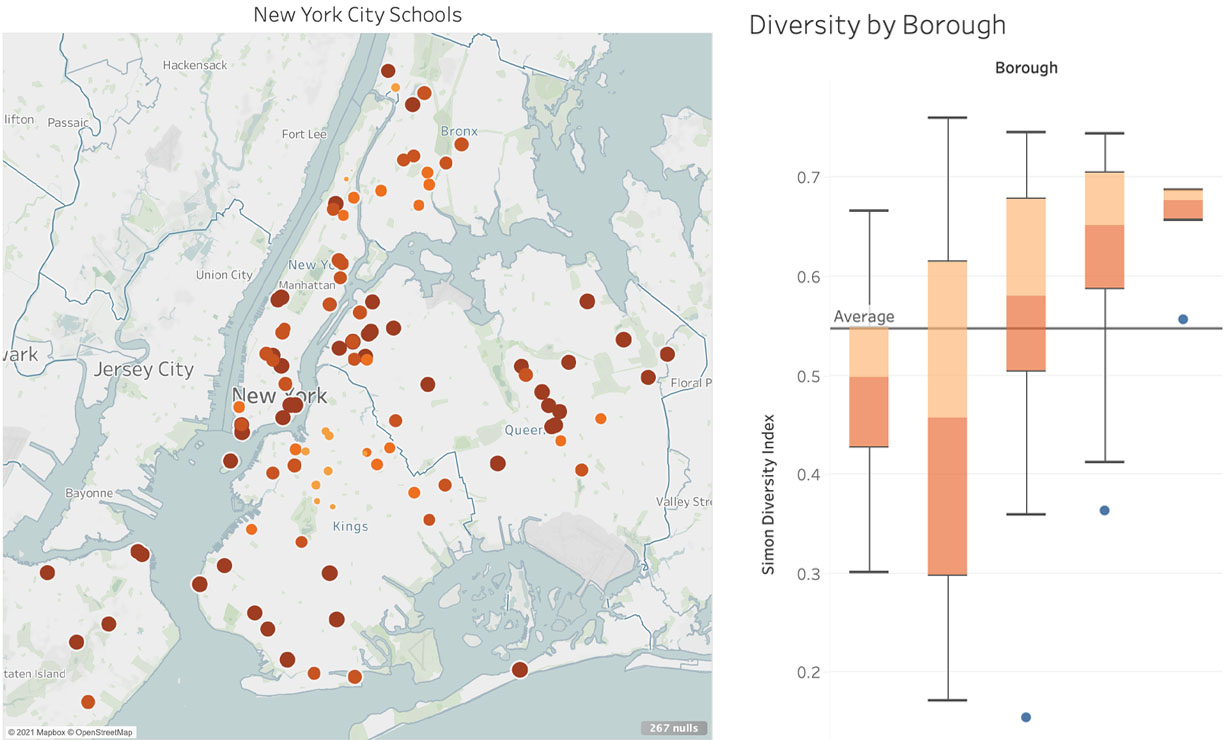 New York City Schools
Hackensack
lifton
Passaic
Fort Lee
Bronx
Union City
New Yo
Manhattan
wark
Jersey City
New York
Floral P
Queen
Bayonne
Kings
Valley Stre
taten Island
© 2021 Mapbox © OpenStreetMap
267 nulls
Diversity by Borough
Borough
0.7
0.6
Average
0.5
0.4
0.3
0.2
Simon Diversity Index